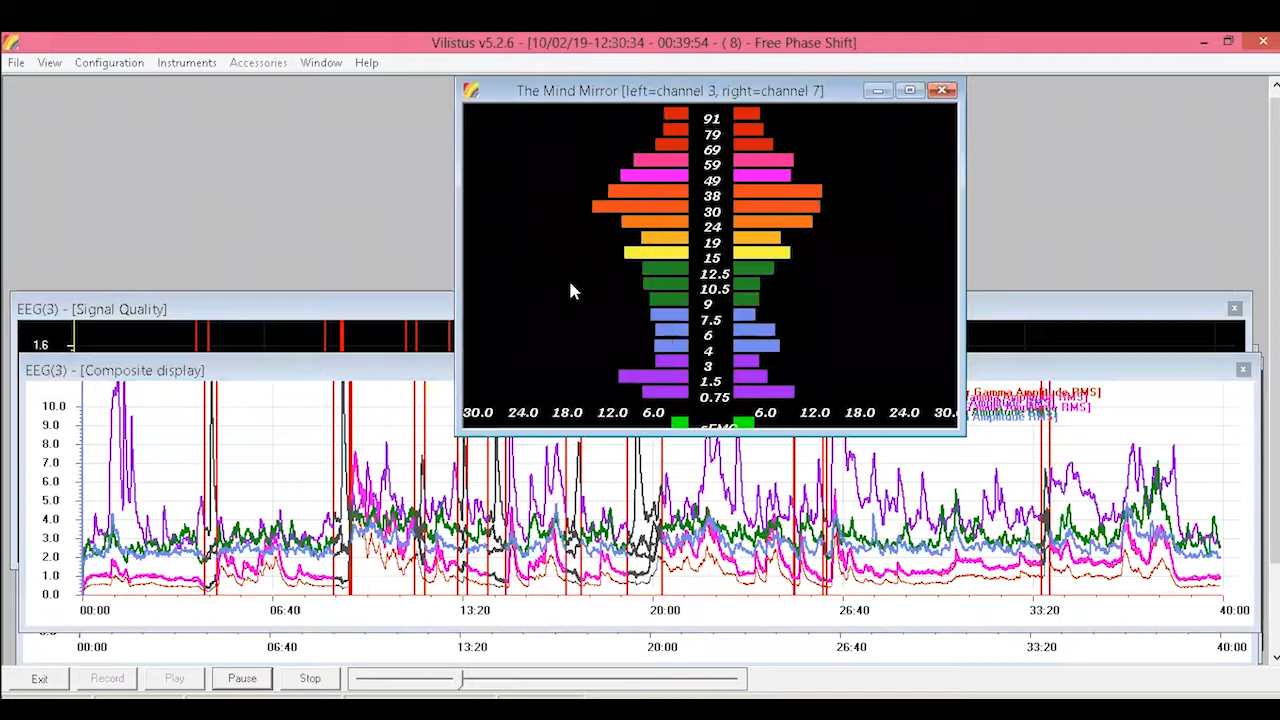 Vilistus v5.2.6 - [10/02/19-12:30:34 - 00:39:54 - ( 8) - Free Phase Shift]
File View Configuration Instruments Accessories Window Help
The Mind Mirror [left=channel 3, right=channel 7]
91
79
69
59
49
38
30
24
19
15
12.5
10.5
9
7.5
6
4
3
1.5
0.75
30.0 24.0 18.0 12.0 6.0 6.0 12.0 18.0 24.0 30.
sEMG
EEG(3) - [Signal Quality]
1.6
EEG(3) - [Composite display]
Gamma Amplitude RMS]
Amplitude RMS]
10.0
9.0
8.0
7.0
6.0
5.0
4.0
3.0
2.0
1.0
0.0
00:00 06:40 13:20 20:00 26:40 33:20 40:00
00:00 06:40 13:20 20:00 26:40 33:20 40:00
Exit Record Play Pause Stop